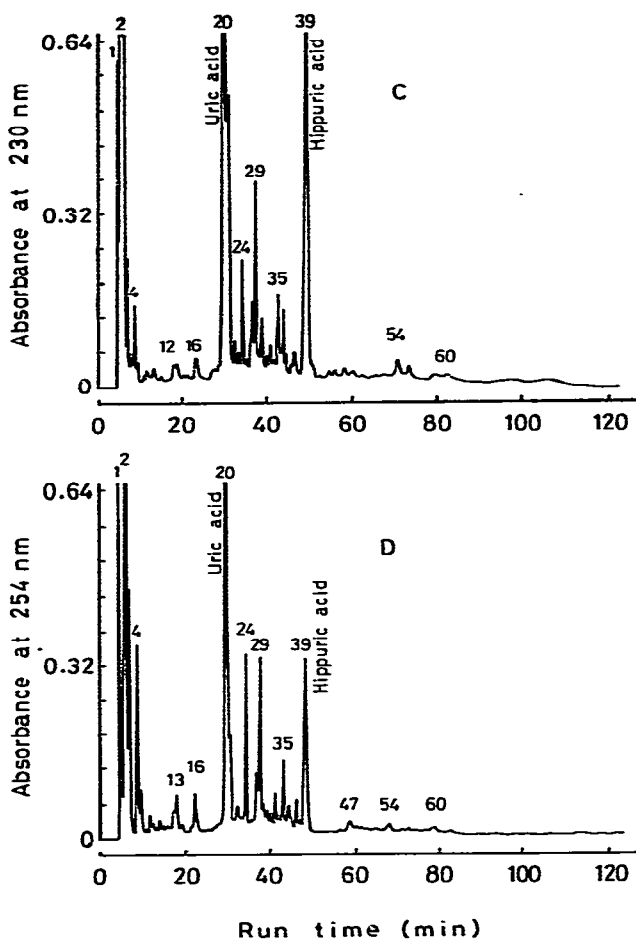 2 20 39
0.64
1
Uric acid
Hippuric acid
C
29
0.32
24
35
4
12 16
54
60
0
Absorbance at 230 nm
0 20 40 60 80 100 120
1 2 20
0.64
Uric acid
Hippuric acid
D
4 24 29 39
0.32
35
13 16
47 54 60
0
Absorbance at 254 nm
0 20 40 60 80 100 120
Run time (min)